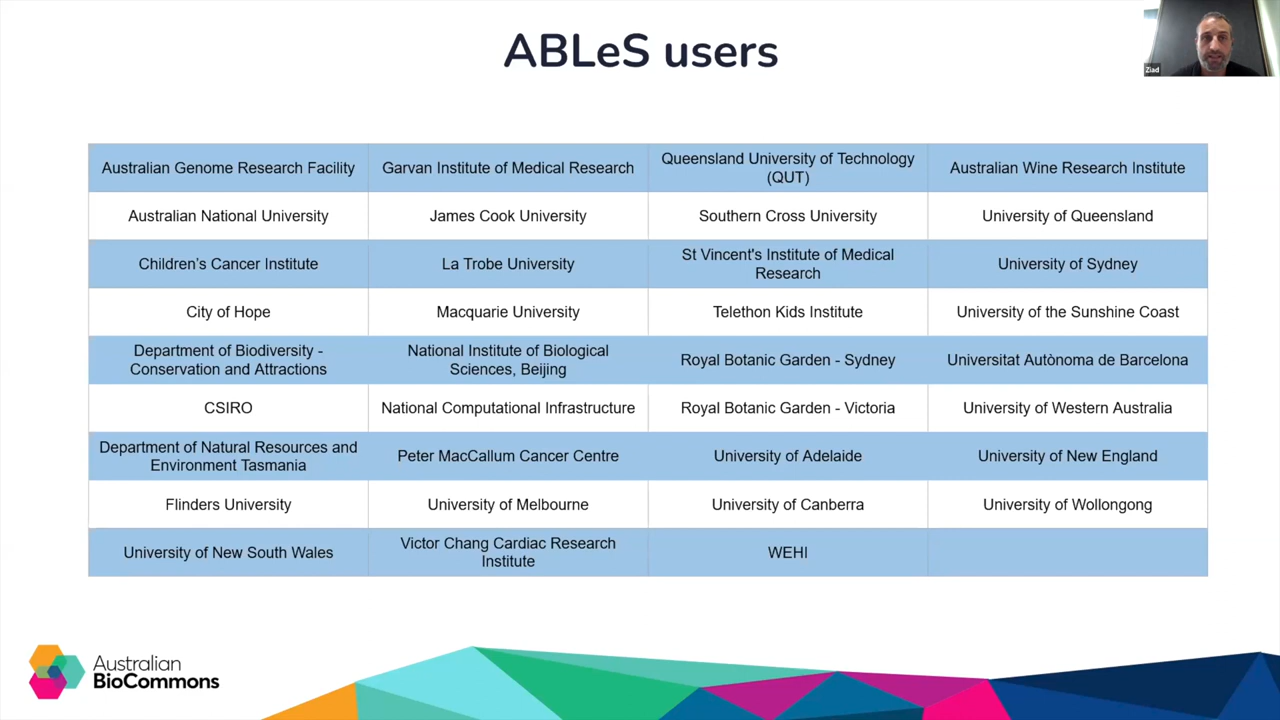 ABLeS users
Ziad
Australian Genome Research Facility
Garvan Institute of Medical Research
Queensland University of Technology
(QUT)
Australian Wine Research Institute
Australian National University
James Cook University
Southern Cross University
University of Queensland
Children’s Cancer Institute
La Trobe University
St Vincent's Institute of Medical
Research
University of Sydney
City of Hope
Macquarie University
Telethon Kids Institute
University of the Sunshine Coast
Department of Biodiversity -
Conservation and Attractions
National Institute of Biological
Sciences, Beijing
Royal Botanic Garden - Sydney
Universitat Autònoma de Barcelona
CSIRO
National Computational Infrastructure
Royal Botanic Garden - Victoria
University of Western Australia
Department of Natural Resources and
Environment Tasmania
Peter MacCallum Cancer Centre
University of Adelaide
University of New England
Flinders University
University of Melbourne
University of Canberra
University of Wollongong
University of New South Wales
Victor Chang Cardiac Research
Institute
WEHI
Australian
BioCommons